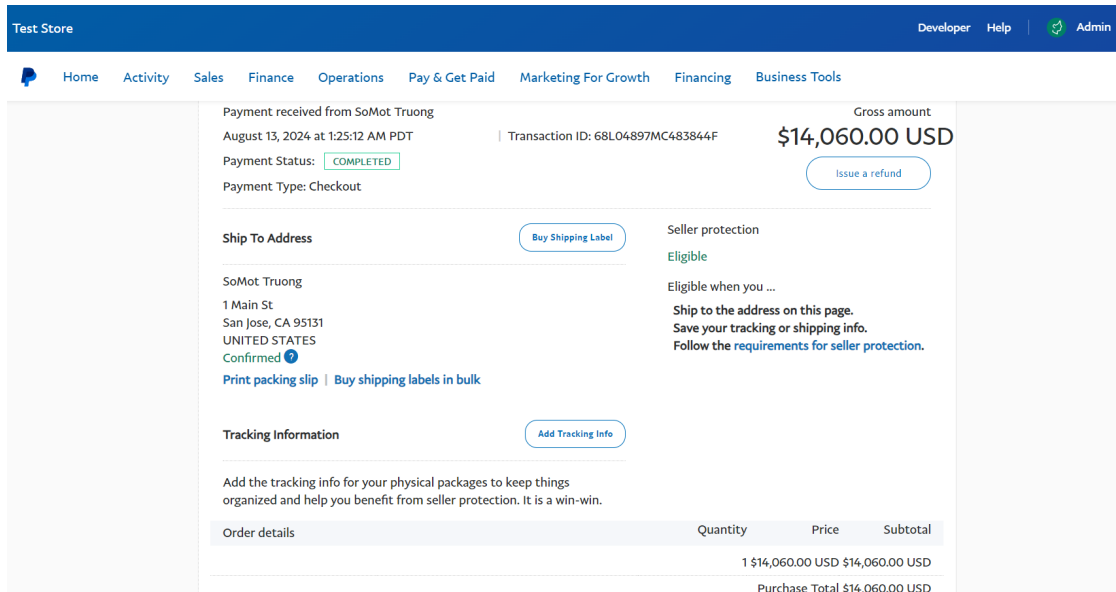 Test Store
Developer Help Admin
Home Activity Sales Finance Operations Pay & Get Paid Marketing For Growth Financing Business Tools
Payment received from SoMot Truong
Gross amount
August 13, 2024 at 1:25:12 AM PDT | Transaction ID: 68L04897MC483844F
$14,060.00 USD
Payment Status: COMPLETED
Issue a refund
Payment Type: Checkout
Ship To Address
Buy Shipping Label
SoMot Truong
1 Main St
San Jose, CA 95131
UNITED STATES
Confirmed ?
Print packing slip | Buy shipping labels in bulk
Seller protection
Eligible
Eligible when you ...
Ship to the address on this page.
Save your tracking or shipping info.
Follow the requirements for seller protection.
Tracking Information
Add Tracking Info
Add the tracking info for your physical packages to keep things
organized and help you benefit from seller protection. It is a win-win.
Order details Quantity Price Subtotal
1 $14,060.00 USD $14,060.00 USD
Purchase Total $14,060.00 USD